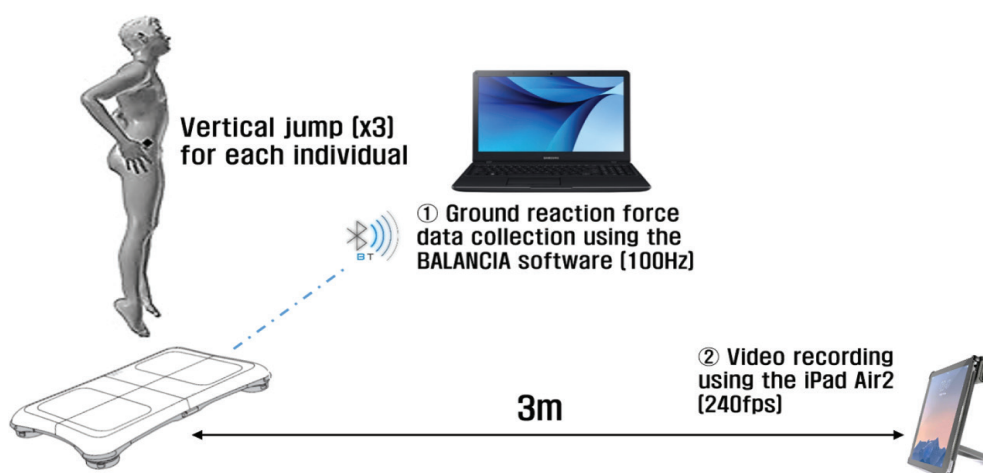 Vertical jump (x3)
for each individual
① Ground reaction force
data collection using the
BALANCIA software (100Hz)
BT
② Video recording
using the iPad Air2
(240fps)
3m